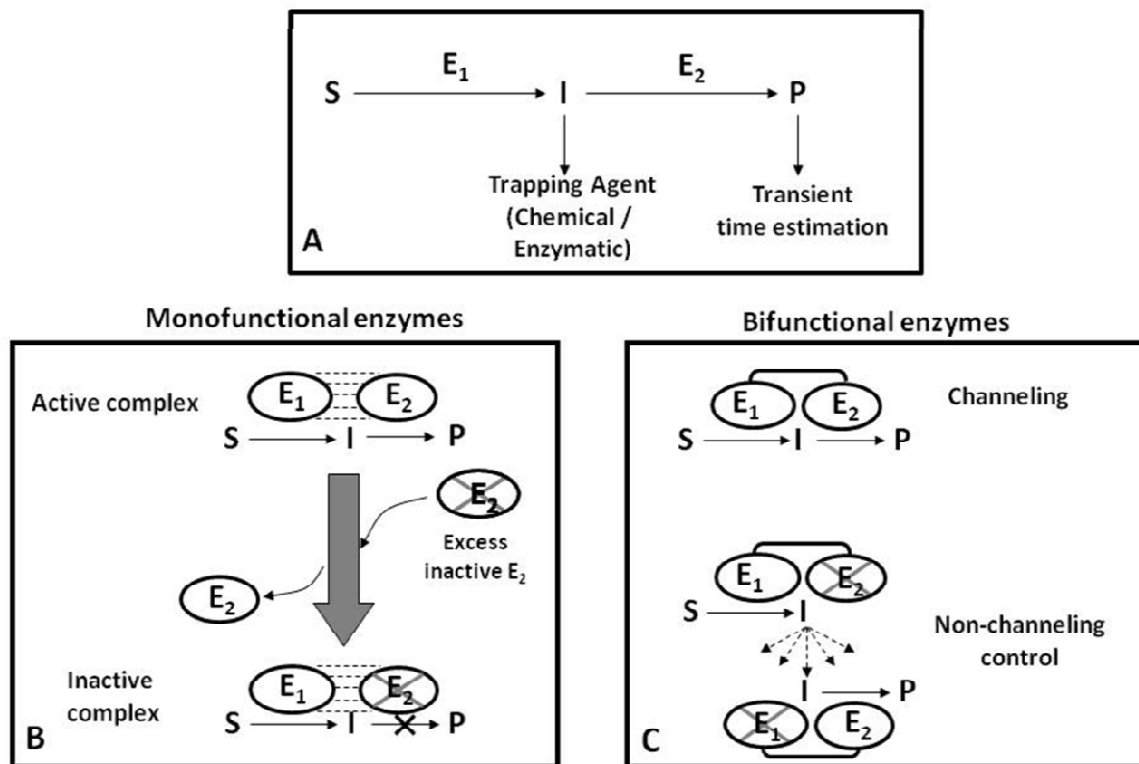 E₁ E₂
S I P
Trapping Agent
(Chemical /
Enzymatic)
Transient
time estimation
A
Monofunctional enzymes
Active complex
E₁ E₂
S I P
E₂
Excess
inactive E₂
E₂
Inactive
complex
E₁ E₂
S I P
B
Bifunctional enzymes
E₁ E₂
Channeling
S I P
E₁ E₂
S I
Non-channeling
control
I P
E₁ E₂
C